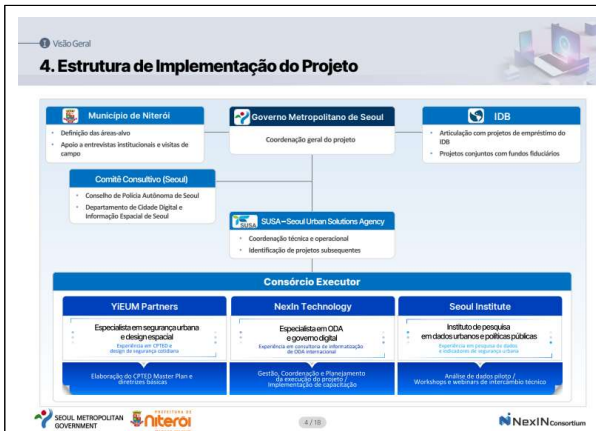 I Visão Geral
4. Estrutura de Implementação do Projeto
Município de Niterói
• Definição das áreas-alvo
• Apoio a entrevistas institucionais e visitas de
campo
Governo Metropolitano de Seoul
Coordenação geral do projeto
IDB
• Articulação com projetos de empréstimo do
IDB
• Projetos conjuntos com fundos fiduciários
Comitê Consultivo (Seoul)
• Conselho de Polícia Autônoma de Seoul
• Departamento de Cidade Digital e
Informação Espacial de Seoul
SUSA
SUSA–Seoul Urban Solutions Agency
• Coordenação técnica e operacional
• Identificação de projetos subsequentes
Consórcio Executor
YiEUM Partners
Especialista em segurança urbana
e design espacial
Experiência em CPTED e
design de segurança cotidiana
Elaboração do CPTED Master Plan e
diretrizes básicas
NexIn Technology
Especialista em ODA
e governo digital
Experiência em consultoria de informatização
de ODA internacional
Gestão, Coordenação e Planejamento
da execução do projeto /
Implementação de capacitação
Seoul Institute
Instituto de pesquisa
em dados urbanos e políticas públicas
Experiência em pesquisa de dados
e indicadores de segurança urbana
Análise de dados piloto /
Workshops e webinars de intercâmbio técnico
SEOUL METROPOLITAN
GOVERNMENT
PREFEITURA DE
Niterói
4 / 18
NexIN Consortium